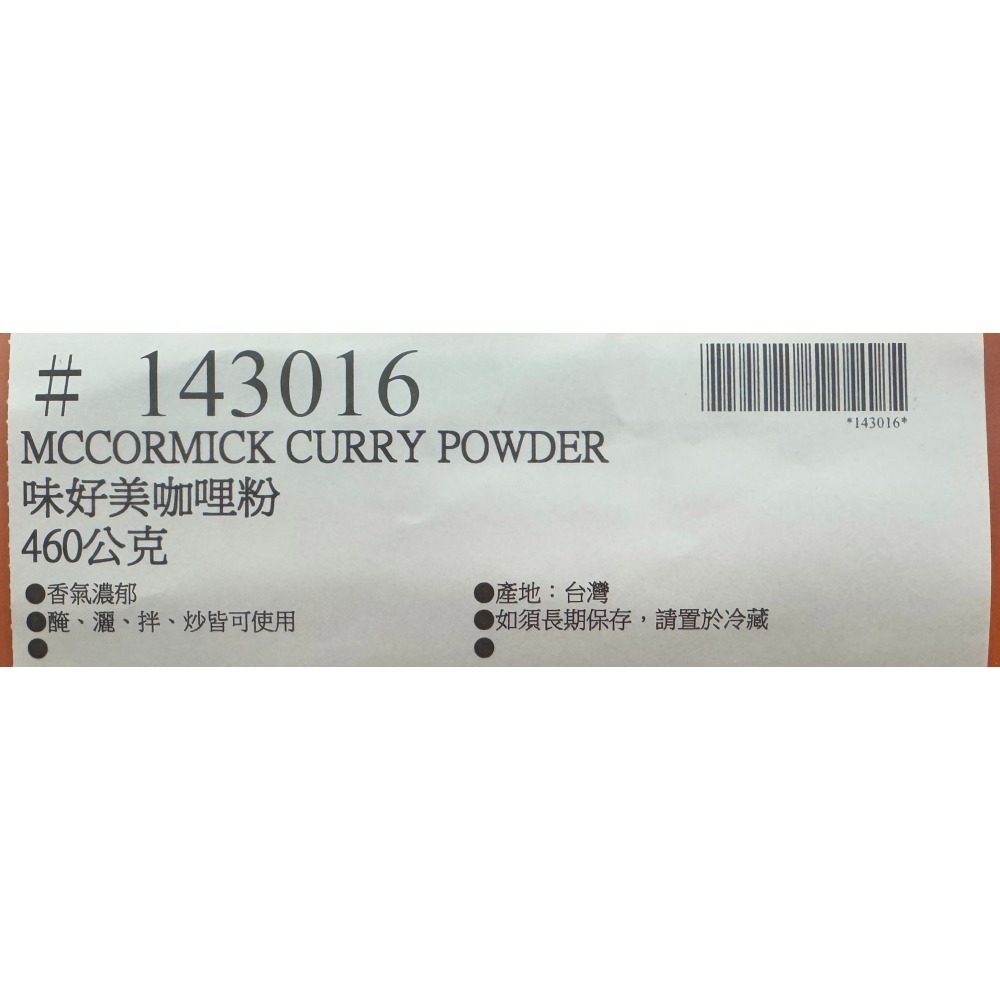 # 143016
*143016*
MCCORMICK CURRY POWDER
味好美咖哩粉
460公克
●香氣濃郁
●醃、灑、拌、炒皆可使用
●
●產地：台灣
●如須長期保存，請置於冷藏
●